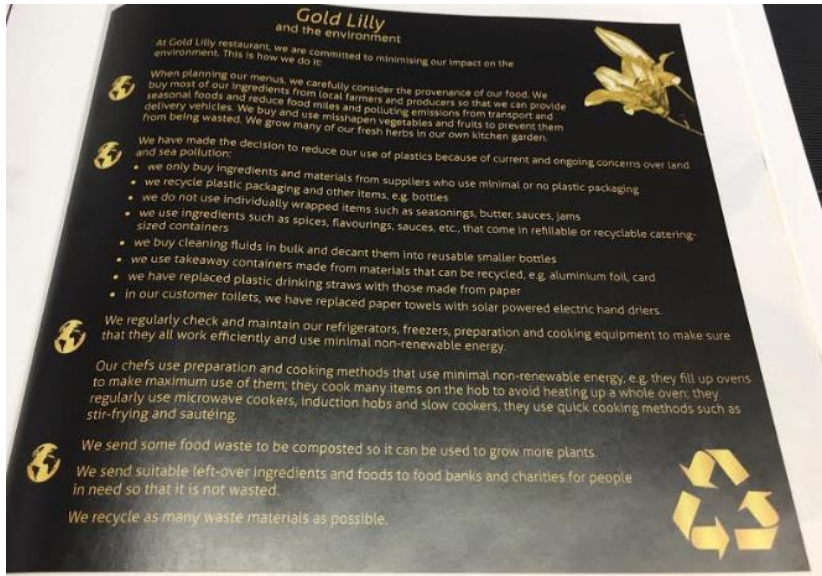 Gold Lilly
and the environment
At Gold Lilly restaurant, we are committed to minimising our impact on the
environment. This is how we do it:
When planning our menus, we carefully consider the provenance of our food. We
buy most of our ingredients from local farmers and producers so that we can provide
seasonal foods and reduce food miles and polluting emissions from transport and
delivery vehicles. We buy and use misshapen vegetables and fruits to prevent them
from being wasted. We grow many of our fresh herbs in our own kitchen garden.
We have made the decision to reduce our use of plastics because of current and ongoing concerns over land
and sea pollution:
• we only buy ingredients and materials from suppliers who use minimal or no plastic packaging
• we recycle plastic packaging and other items, e.g. bottles
• we do not use individually wrapped items such as seasonings, butter, sauces, jams
• we use ingredients such as spices, flavourings, sauces, etc., that come in refillable or recyclable catering-
sized containers
• we buy cleaning fluids in bulk and decant them into reusable smaller bottles
• we use takeaway containers made from materials that can be recycled, e.g. aluminium foil, card
• we have replaced plastic drinking straws with those made from paper
• in our customer toilets, we have replaced paper towels with solar powered electric hand driers.
We regularly check and maintain our refrigerators, freezers, preparation and cooking equipment to make sure
that they all work efficiently and use minimal non-renewable energy.
Our chefs use preparation and cooking methods that use minimal non-renewable energy, e.g. they fill up ovens
to make maximum use of them; they cook many items on the hob to avoid heating up a whole oven; they
regularly use microwave cookers, induction hobs and slow cookers, they use quick cooking methods such as
stir-frying and sautéing.
We send some food waste to be composted so it can be used to grow more plants.
We send suitable left-over ingredients and foods to food banks and charities for people
in need so that it is not wasted.
We recycle as many waste materials as possible.